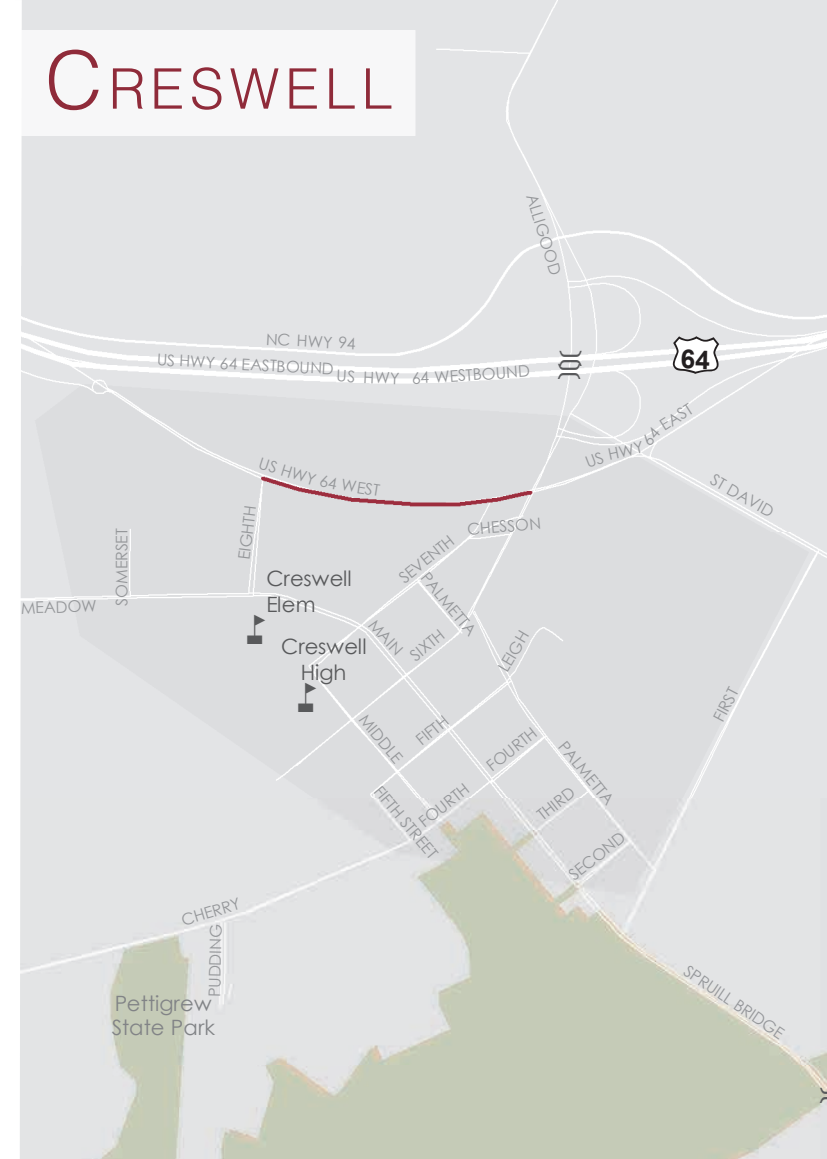 CRESWELL
ALLIGOOD
NC HWY 94
US HWY 64 EASTBOUND
US HWY 64 WESTBOUND
64
US HWY 64 EAST
US HWY 64 WEST
ST DAVID
CHESSON
EIGHTH
SOMERSET
SEVENTH
PALMETTA
Creswell
Elem
MEADOW
MAIN
SIXTH
LEIGH
Creswell
High
FIRST
MIDDLE
FIFTH
FOURTH
PALMETTA
FIFTH STREET
FOURTH
THIRD
SECOND
CHERRY
PUDDING
SPRUILL BRIDGE
Pettigrew
State Park